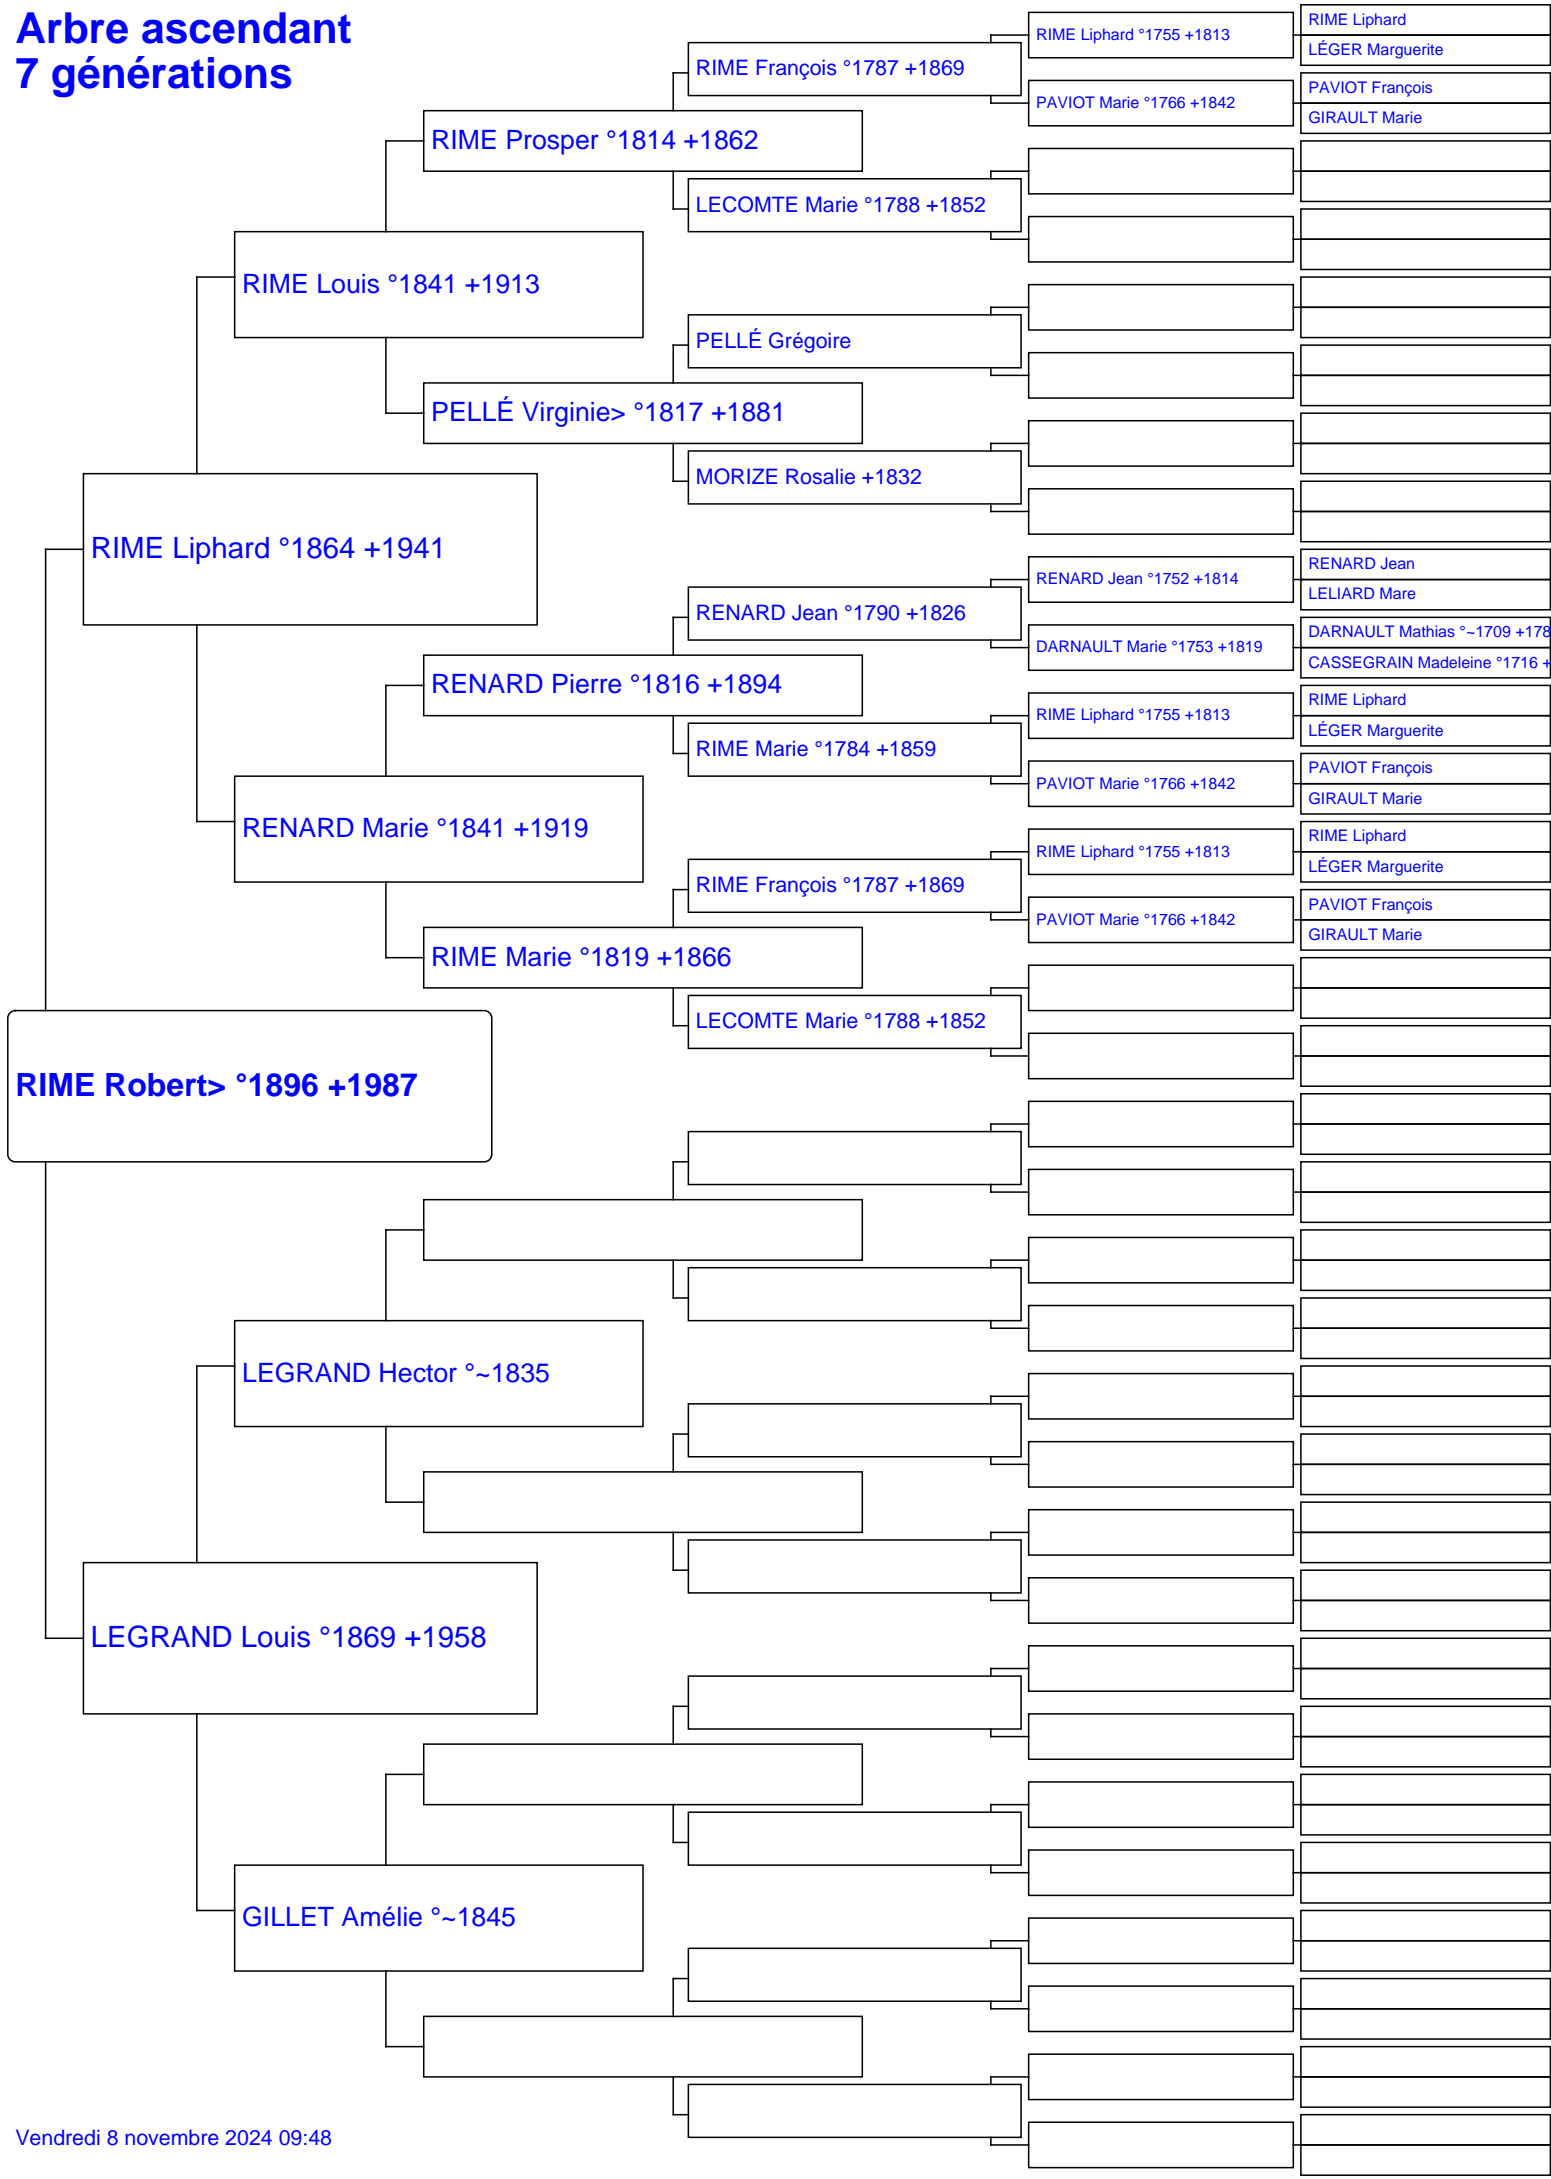 Arbre ascendant
7 générations
RIME Liphard °1755 +1813
RIME Liphard
LÉGER Marguerite
RIME François °1787 +1869
PAVIOT Marie °1766 +1842
PAVIOT François
GIRAULT Marie
RIME Prosper °1814 +1862
LECOMTE Marie °1788 +1852
RIME Louis °1841 +1913
PELLÉ Grégoire
PELLÉ Virginie> °1817 +1881
MORIZE Rosalie +1832
RIME Liphard °1864 +1941
RENARD Jean °1752 +1814
RENARD Jean
LELIARD Mare
RENARD Jean °1790 +1826
DARNAULT Marie °1753 +1819
DARNAULT Mathias °~1709 +178
CASSEGRAIN Madeleine °1716 +
RENARD Pierre °1816 +1894
RIME Liphard °1755 +1813
RIME Liphard
LÉGER Marguerite
RIME Marie °1784 +1859
PAVIOT Marie °1766 +1842
PAVIOT François
GIRAULT Marie
RENARD Marie °1841 +1919
RIME Liphard °1755 +1813
RIME Liphard
LÉGER Marguerite
RIME François °1787 +1869
PAVIOT Marie °1766 +1842
PAVIOT François
GIRAULT Marie
RIME Marie °1819 +1866
LECOMTE Marie °1788 +1852
RIME Robert> °1896 +1987
LEGRAND Hector °~1835
LEGRAND Louis °1869 +1958
GILLET Amélie °~1845
Vendredi 8 novembre 2024 09:48